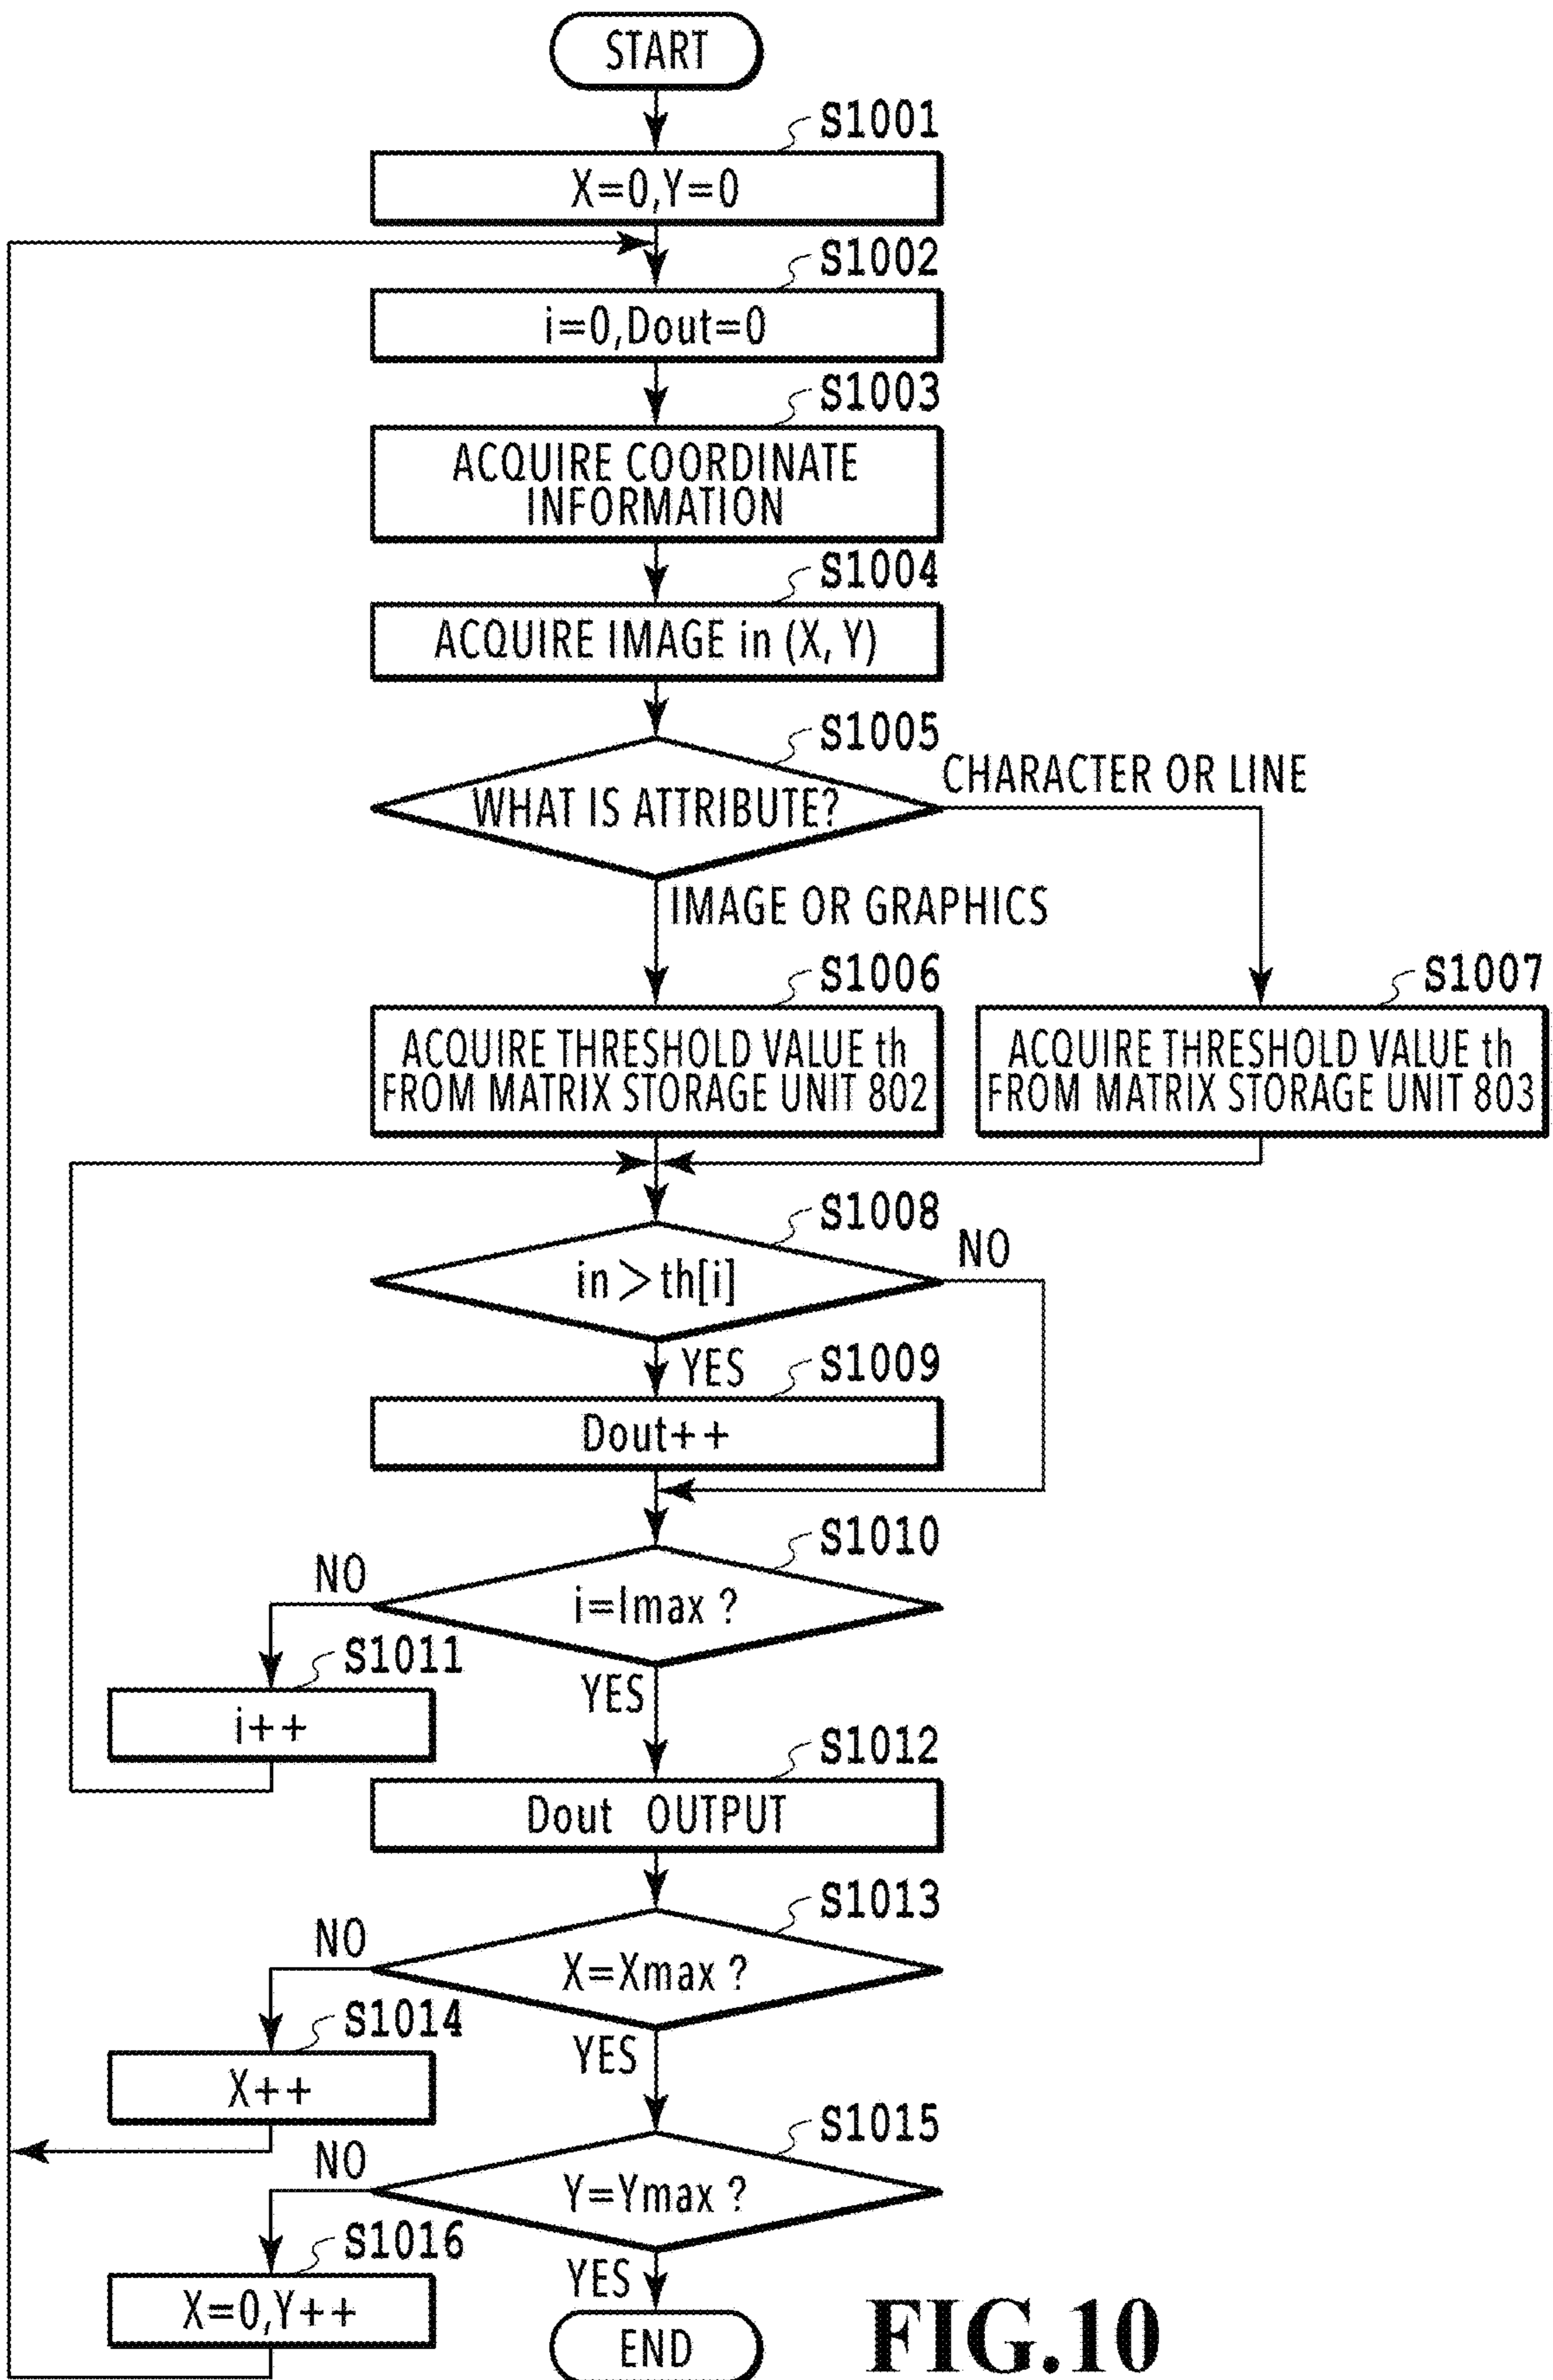 START
S1001
X=0,Y=0
S1002
i=0,Dout=0
S1003
ACQUIRE COORDINATE
INFORMATION
S1004
ACQUIRE IMAGE in (X, Y)
S1005
WHAT IS ATTRIBUTE?
CHARACTER OR LINE
IMAGE OR GRAPHICS
S1006
ACQUIRE THRESHOLD VALUE th
FROM MATRIX STORAGE UNIT 802
S1007
ACQUIRE THRESHOLD VALUE th
FROM MATRIX STORAGE UNIT 803
S1008
in > th[i]
NO
YES
S1009
Dout++
S1010
i=Imax ?
NO
S1011
i++
YES
S1012
Dout OUTPUT
S1013
X=Xmax ?
NO
S1014
X++
YES
S1015
Y=Ymax ?
NO
S1016
X=0,Y++
YES
END
FIG.10